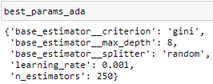 best_params_ada
{'base_estimator__criterion': 'gini',
'base_estimator__max_depth': 8,
'base_estimator__splitter': 'random',
'learning_rate': 0.001,
'n_estimators': 250}